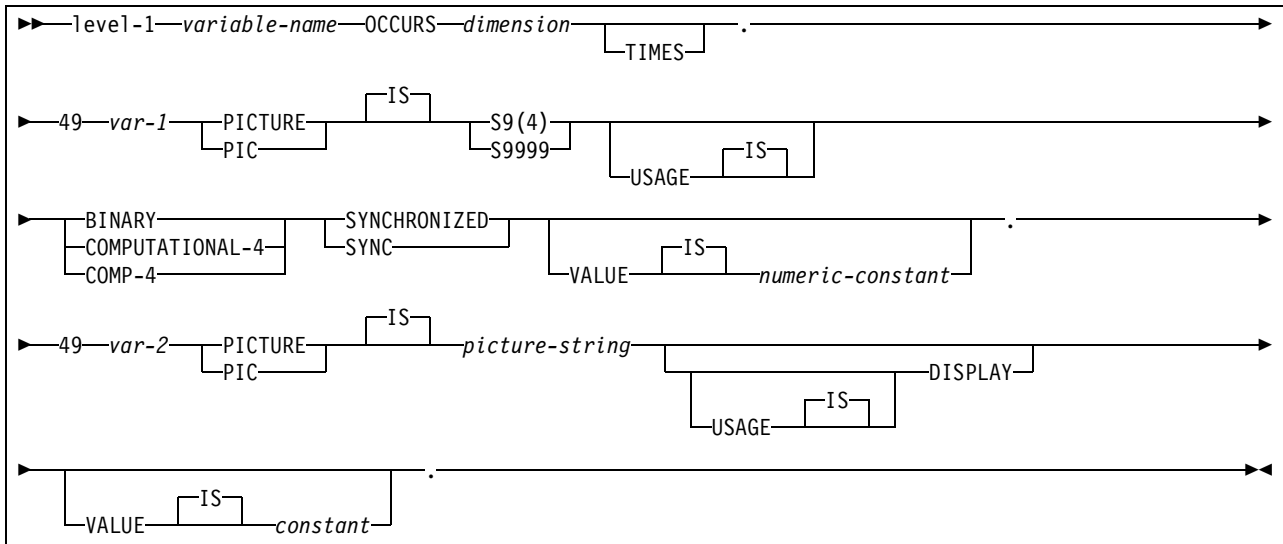 level-1 variable-name OCCURS dimension .
TIMES
IS
49 var-1 PICTURE S9(4)
PIC S9999 IS
USAGE
BINARY SYNCHRONIZED .
COMPUTATIONAL-4 SYNC IS
COMP-4 VALUE numeric-constant
IS
49 var-2 PICTURE picture-string
PIC DISPLAY
IS
USAGE
.
IS
VALUE constant